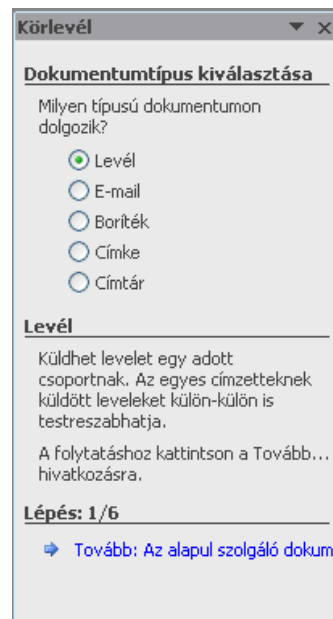 Körlevél
Dokumentumtípus kiválasztása
Milyen típusú dokumentumon
dolgozik?
Levél
E-mail
Boríték
Címke
Címtár
Levél
Küldhet levelet egy adott
csoportnak. Az egyes címzetteknek
küldött leveleket külön-külön is
testreszabhatja.
A folytatáshoz kattintson a Tovább...
hivatkozásra.
Lépés: 1/6
Tovább: Az alapul szolgáló dokum